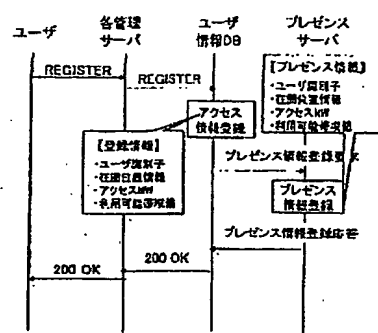 ユーザ
各管理
サーバ
ユーザ
情報DB
プレゼンス
サーバ
REGISTER
REGISTER
【プレゼンス情報】
・ユーザ識別子
・在圏位置情報
・アクセスNW
・利用可能帯域幅
アクセス
情報登録
【登録情報】
・ユーザ識別子
・在圏位置情報
・アクセスNW
・利用可能帯域幅
プレゼンス情報登録要求
プレゼンス
情報登録
プレゼンス情報登録応答
200 OK
200 OK